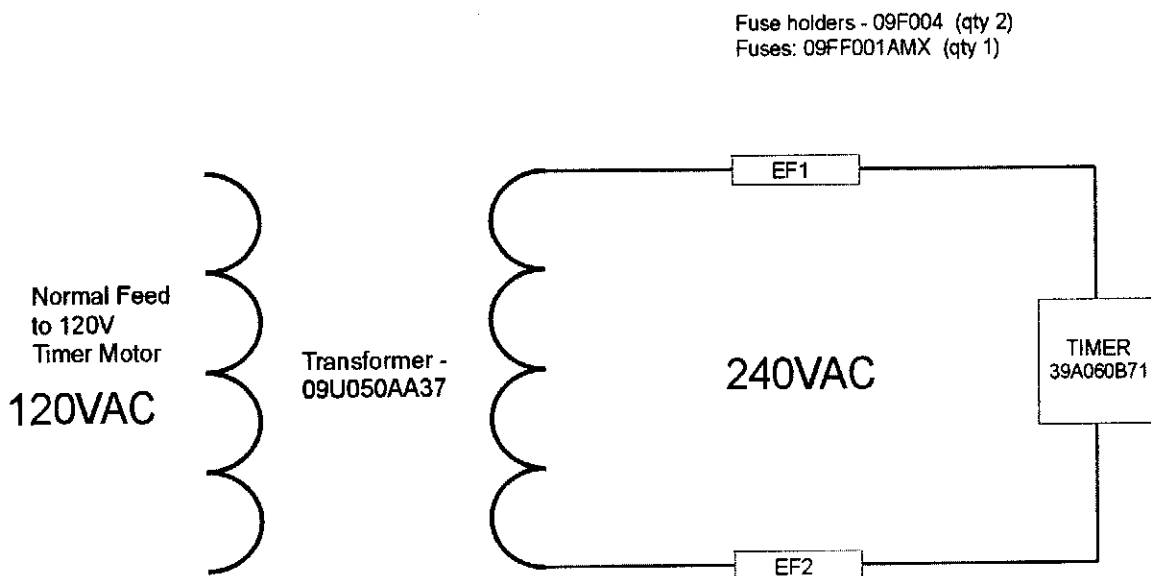 Fuse holders - 09F004 (qty 2)
Fuses: 09FF001AMX (qty 1)
EF1
Normal Feed
to 120V
Timer Motor
120VAC
Transformer -
09U050AA37
240VAC
TIMER
39A060B71
EF2